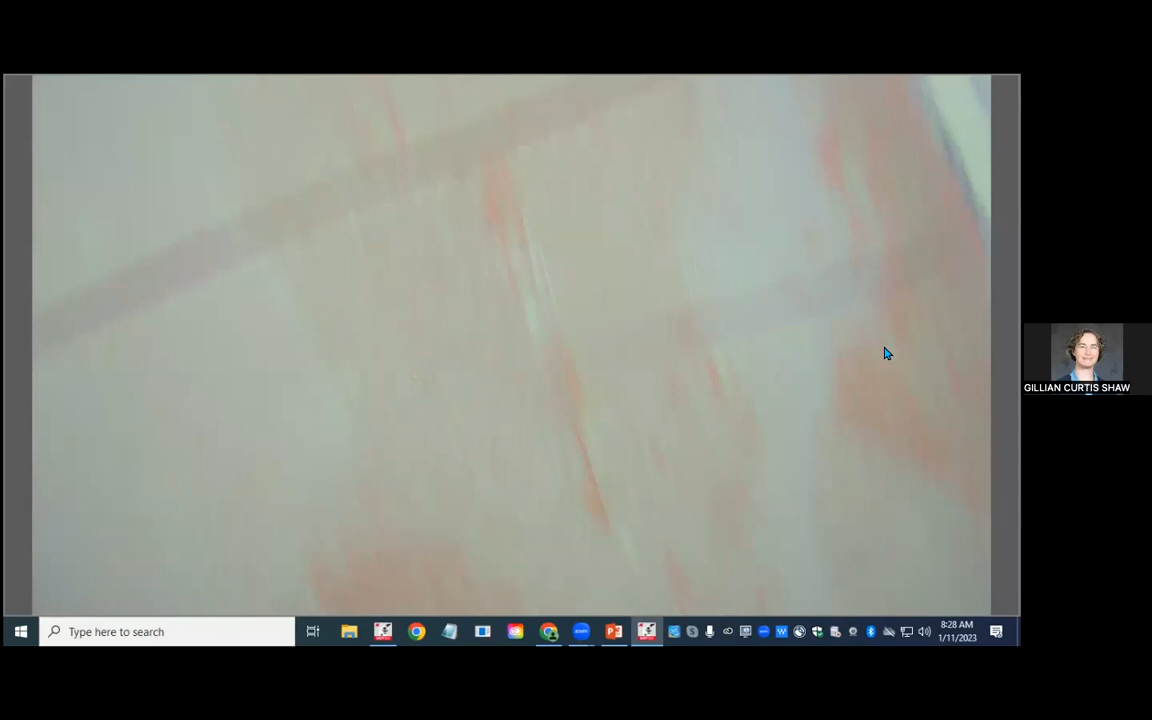 GILLIAN CURTIS SHAW
Type here to search
8:28 AM
1/11/2023